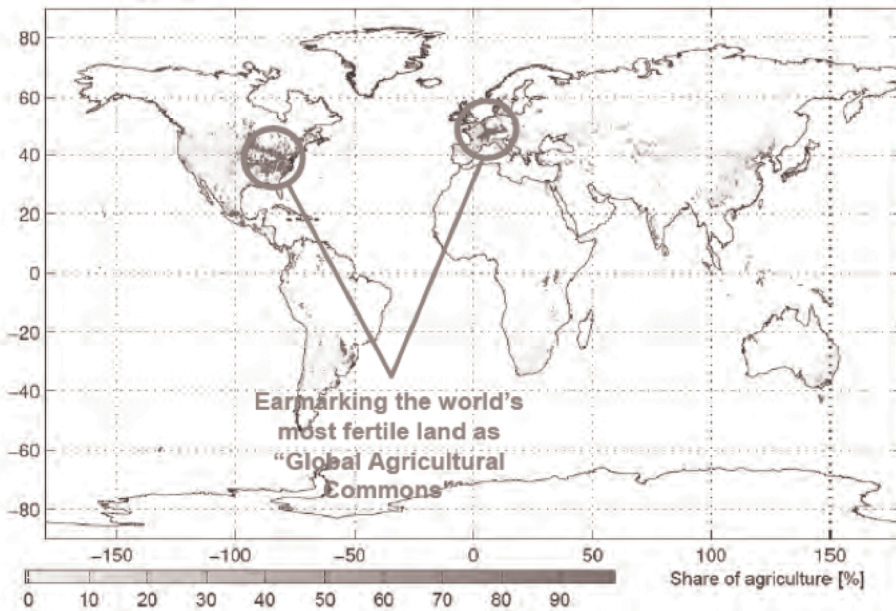 80
60
40
20
0
−20
−40
−60
−80
Earmarking the world's
most fertile land as
“Global Agricultural
Commons
−150
−100
−50
0
50
100
150
0 10 20 30 40 50 60 70 80 90
Share of agriculture [%]